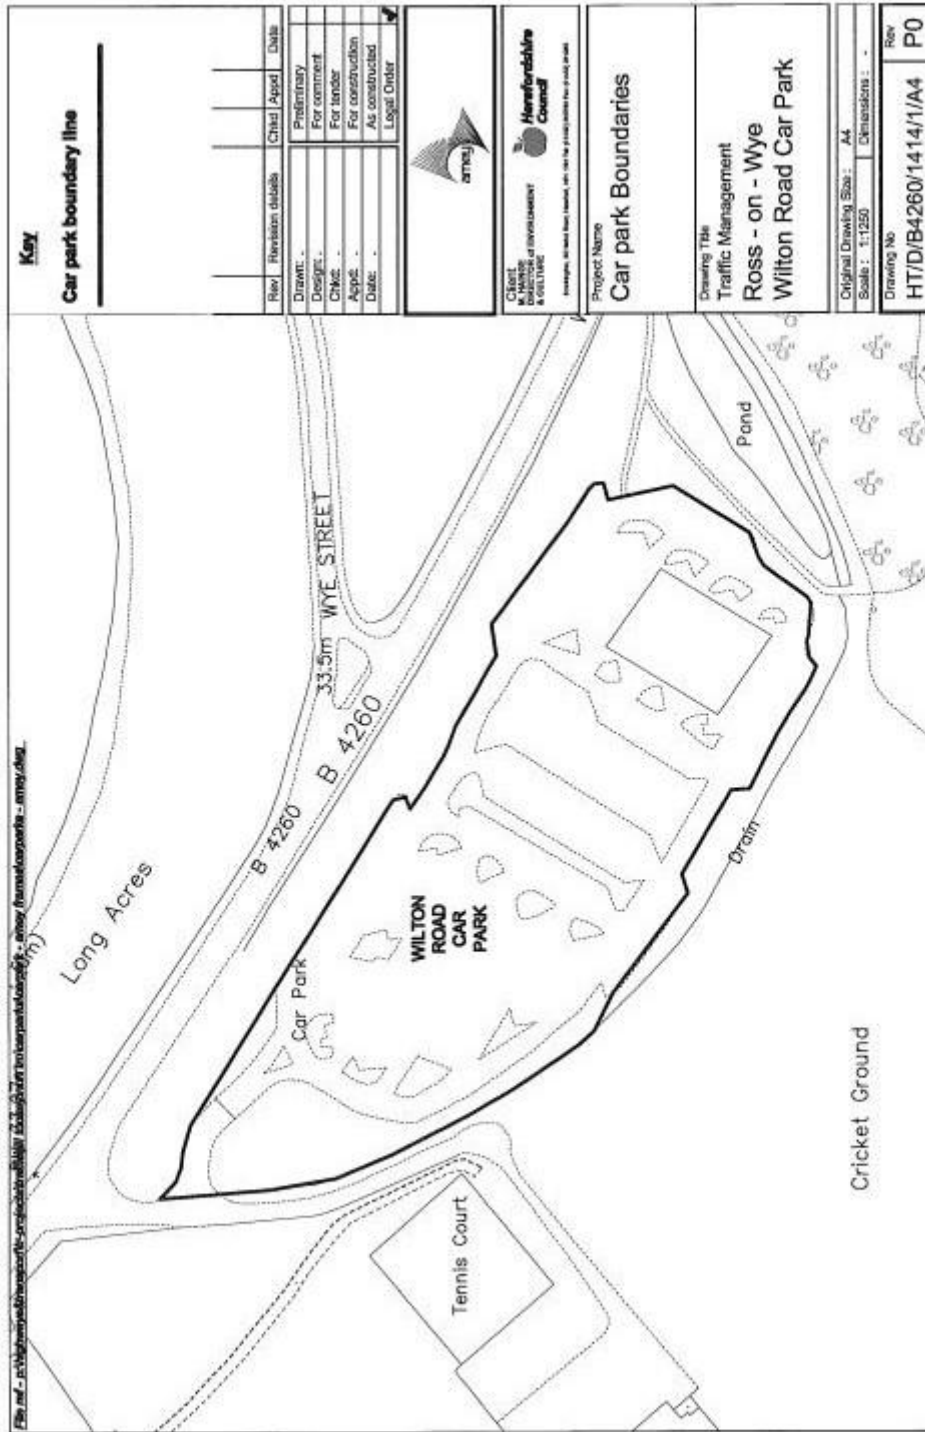 Key
Car park boundary line
Rev Revision details Chkd Appd Date
Drawn: -
Design: -
Chkd: -
Appd: -
Date: -
Preliminary
For comment
For tender
For construction
As constructed
Legal Order
amey
Client
DIRECTOR of ENVIRONMENT
& CULTURE
Herefordshire
Council
Project Name
Car park Boundaries
Drawing Title
Traffic Management
Ross - on - Wye
Wilton Road Car Park
Original Drawing Size : A4
Scale : 1:1250 Dimensions : -
Drawing No Rev
HT/D/B4260/1414/1/A4 P0
Long Acres
B 4260
B 4260
33.5m
WYE STREET
Car Park
WILTON
ROAD
CAR
PARK
Pond
Drain
Tennis Court
Cricket Ground